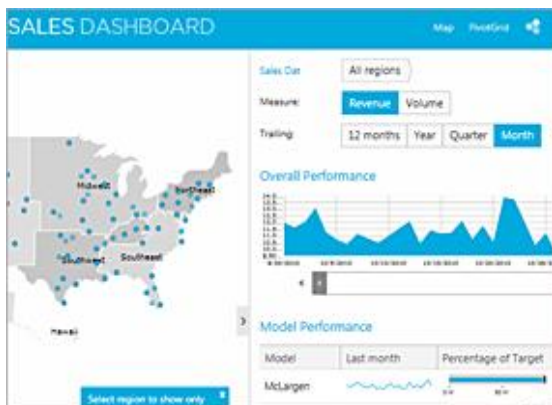 SALES DASHBOARD
Map PivotGrid
Sales Dat
All regions
Measure:
Revenue Volume
Trailing:
12 months Year Quarter Month
Midwest
Northeast
Southwest
Southeast
Hawaii
Select region to show only
Overall Performance
Model Performance
Model Last month Percentage of Target
McLargen